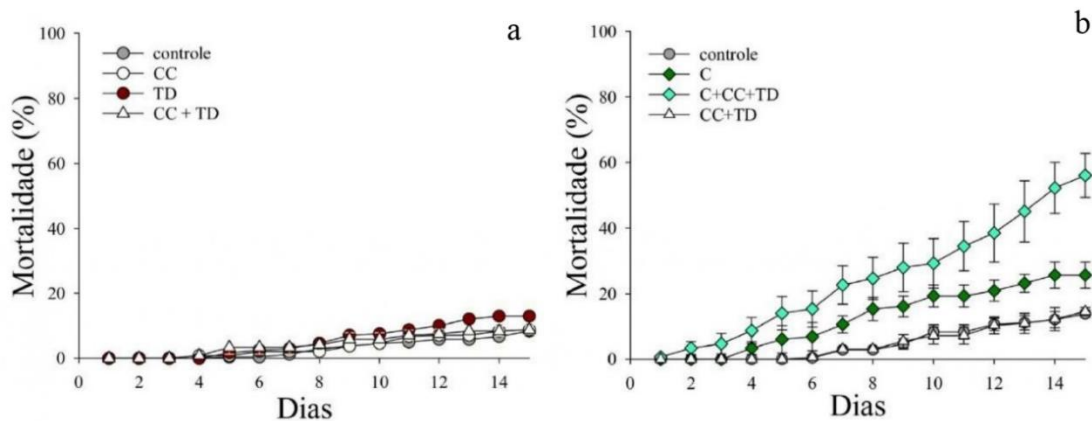 a
controle
CC
TD
CC + TD
Mortalidade (%)
100
80
60
40
20
0
0 2 4 6 8 10 12 14
Dias
b
controle
C
C+CC+TD
CC+TD
Mortalidade (%)
100
80
60
40
20
0
0 2 4 6 8 10 12 14
Dias